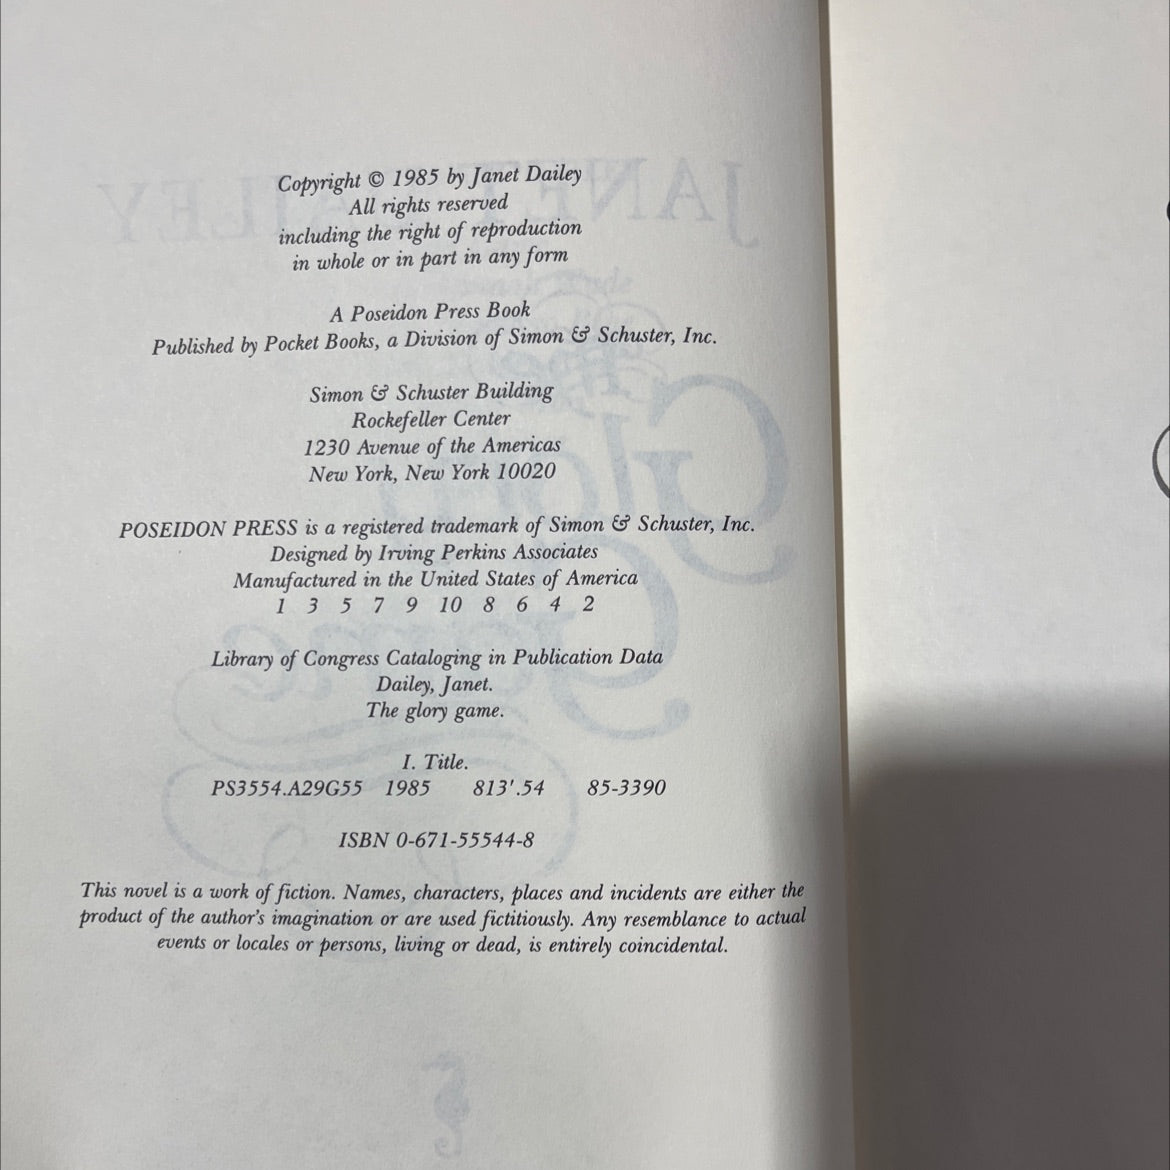 Copyright © 1985 by Janet Dailey
All rights reserved
including the right of reproduction
in whole or in part in any form
A Poseidon Press Book
Published by Pocket Books, a Division of Simon & Schuster, Inc.
Simon & Schuster Building
Rockefeller Center
1230 Avenue of the Americas
New York, New York 10020
POSEIDON PRESS is a registered trademark of Simon & Schuster, Inc.
Designed by Irving Perkins Associates
Manufactured in the United States of America
1 3 5 7 9 10 8 6 4 2
Library of Congress Cataloging in Publication Data
Dailey, Janet.
The glory game.
I. Title.
PS3554.A29G55 1985 813'.54 85-3390
ISBN 0-671-55544-8
This novel is a work of fiction. Names, characters, places and incidents are either the
product of the author's imagination or are used fictitiously. Any resemblance to actual
events or locales or persons, living or dead, is entirely coincidental.